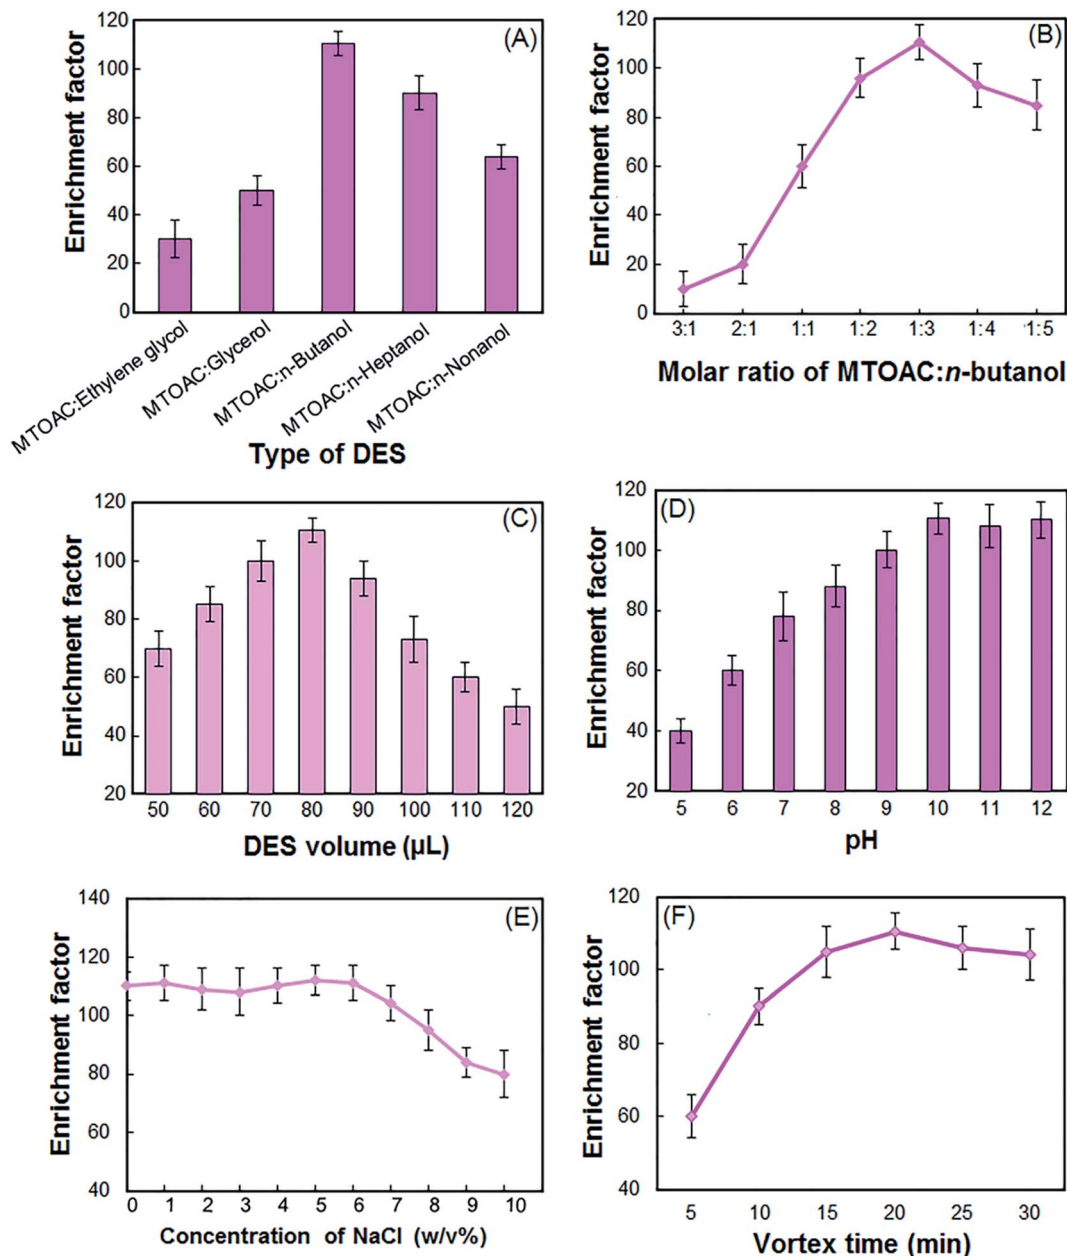 (A)
Enrichment factor
120
100
80
60
40
20
0
MTOAC:Ethylene glycol
MTOAC:Glycerol
MTOAC:n-Butanol
MTOAC:n-Heptanol
MTOAC:n-Nonanol
Type of DES
(B)
Enrichment factor
120
100
80
60
40
20
0
3:1 2:1 1:1 1:2 1:3 1:4 1:5
Molar ratio of MTOAC:n-butanol
(C)
Enrichment factor
120
100
80
60
40
20
50 60 70 80 90 100 110 120
DES volume (µL)
(D)
Enrichment factor
120
100
80
60
40
20
5 6 7 8 9 10 11 12
pH
(E)
Enrichment factor
140
120
100
80
60
40
0 1 2 3 4 5 6 7 8 9 10
Concentration of NaCl (w/v%)
(F)
Enrichment factor
120
100
80
60
40
5 10 15 20 25 30
Vortex time (min)